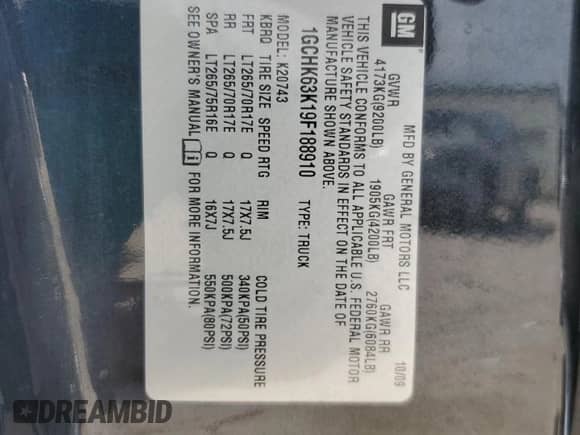 GM
MFD BY GENERAL MOTORS LLC 10/09
GVWR GAWR FRT GAWR RR
4173KG(9200LB) 1905KG(4200LB) 2760KG(6084LB)
THIS VEHICLE CONFORMS TO ALL APPLICABLE U.S. FEDERAL MOTOR
VEHICLE SAFETY STANDARDS IN EFFECT ON THE DATE OF
MANUFACTURE SHOWN ABOVE.
1GCHK63K19F188910 TYPE: TRUCK
MODEL: K20743
KBRQ TIRE SIZE SPEED RTG RIM COLD TIRE PRESSURE
FRT LT265/70R17E Q 17X7.5J 340KPA(50PSI)
RR LT265/70R17E Q 17X7.5J 500KPA(72PSI)
SPA LT265/75R16E Q 16X7J 550KPA(80PSI)
SEE OWNER'S MANUAL i FOR MORE INFORMATION.
DREAMBID